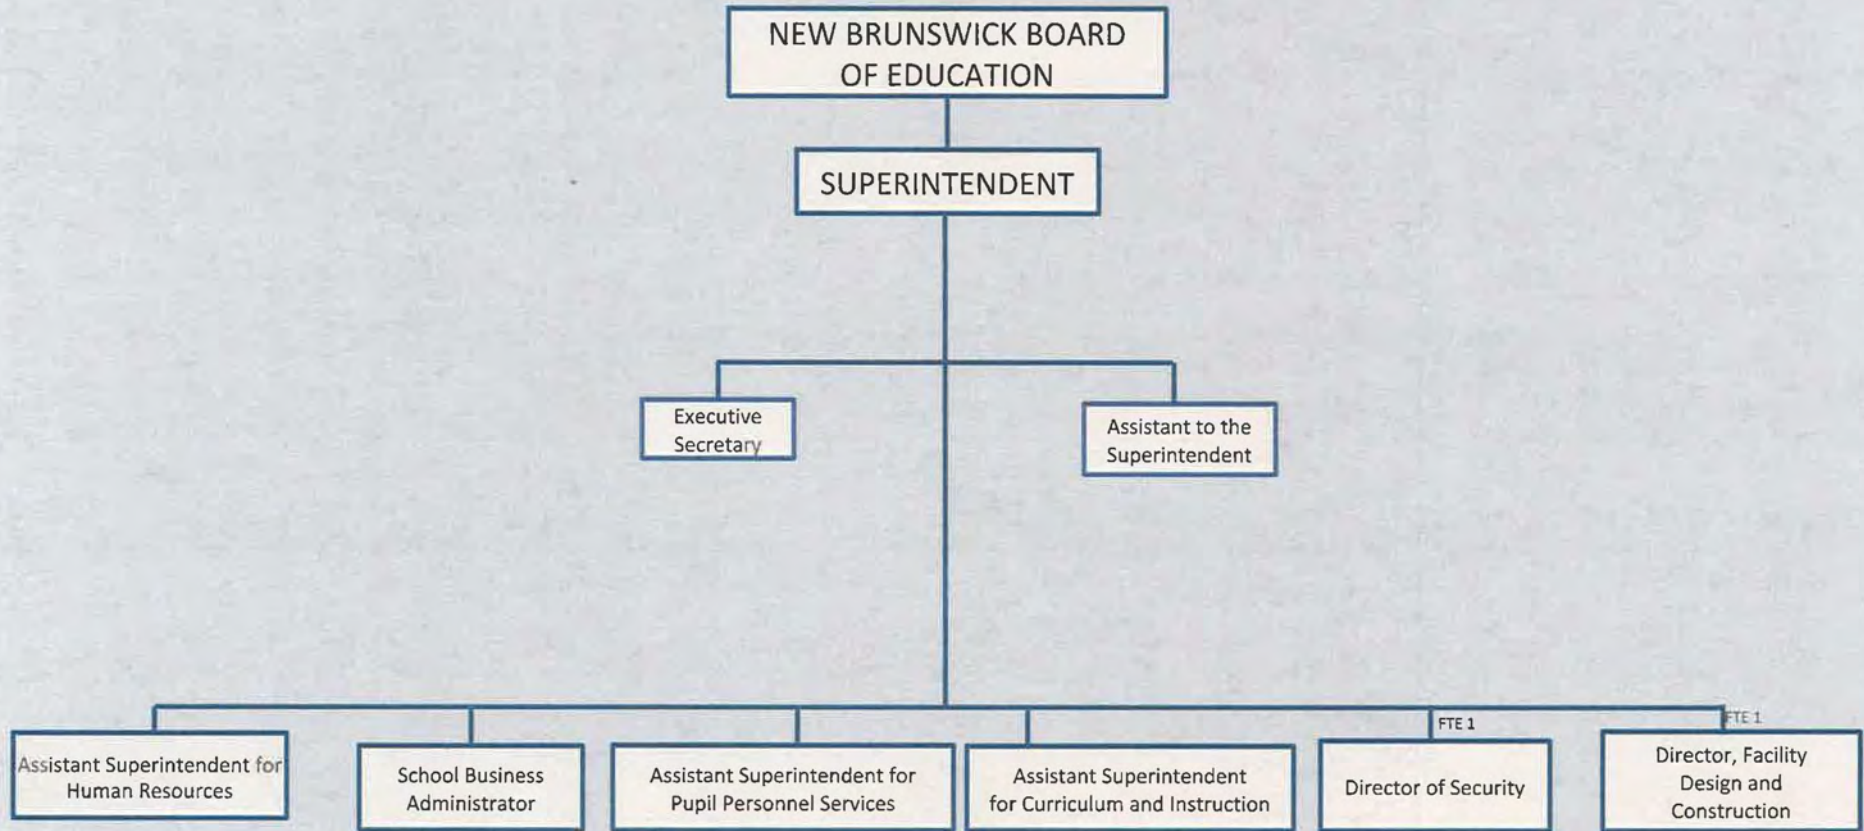 NEW BRUNSWICK BOARD
OF EDUCATION
SUPERINTENDENT
Executive
Secretary
Assistant to the
Superintendent
Assistant Superintendent for
Human Resources
School Business
Administrator
Assistant Superintendent for
Pupil Personnel Services
Assistant Superintendent
for Curriculum and Instruction
FTE 1
Director of Security
FTE 1
Director, Facility
Design and
Construction